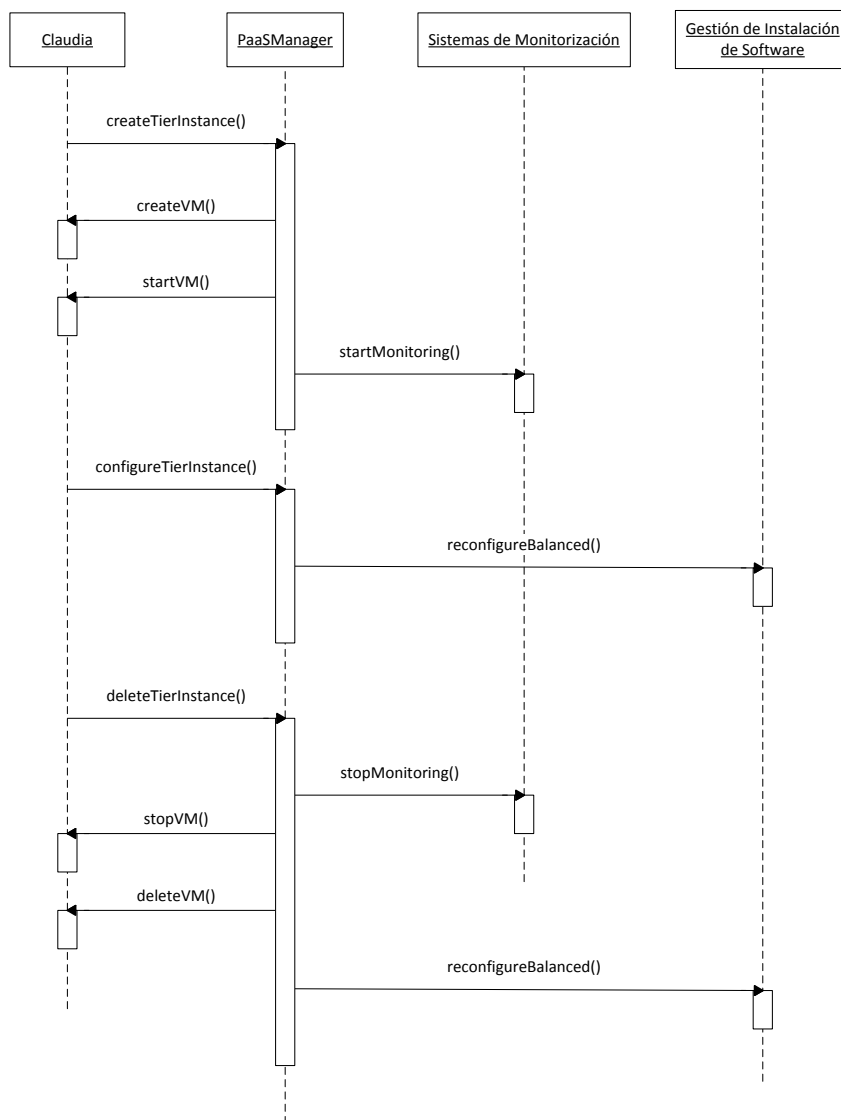 Claudia
PaaSManager
Sistemas de Monitorización
Gestión de Instalación
de Software
createTierInstance()
createVM()
startVM()
startMonitoring()
configureTierInstance()
reconfigureBalanced()
deleteTierInstance()
stopMonitoring()
stopVM()
deleteVM()
reconfigureBalanced()